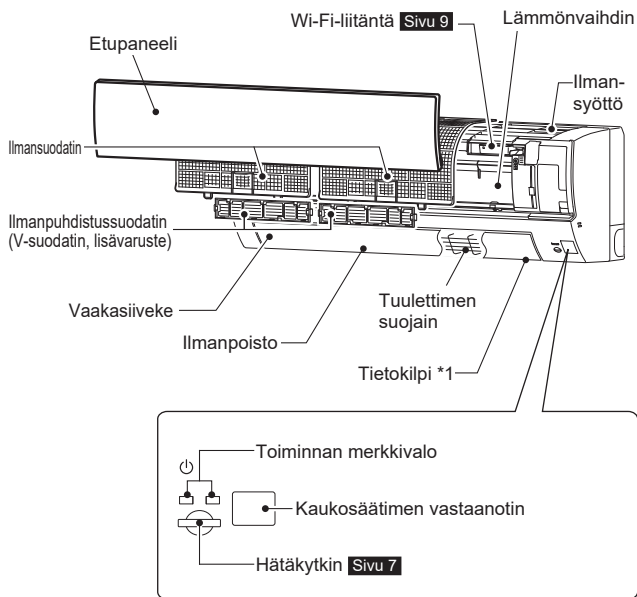 Wi-Fi-liitäntä Sivu 9
Lämmönvaihdin
Etupaneeli
Ilman-
syöttö
Ilmansuodatin
Ilmanpuhdistussuodatin
(V-suodatin, lisävaruste)
Vaakasiiveke
Ilmanpoisto
Tuulettimen
suojain
Tietokilpi *1
Toiminnan merkkivalo
Kaukosäätimen vastaanotin
Hätäkytkin Sivu 7